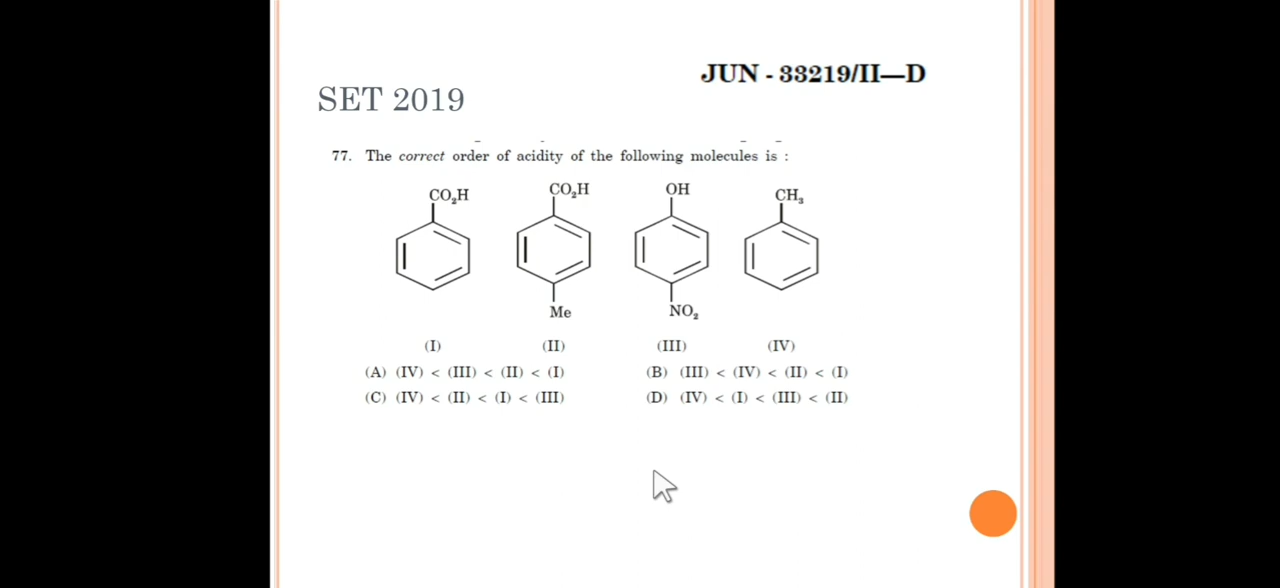 JUN - 33219/II—D
SET 2019
77. The correct order of acidity of the following molecules is :
CO₂H CO₂H OH CH₃
Me NO₂
(I) (II) (III) (IV)
(A) (IV) < (III) < (II) < (I) (B) (III) < (IV) < (II) < (I)
(C) (IV) < (II) < (I) < (III) (D) (IV) < (I) < (III) < (II)